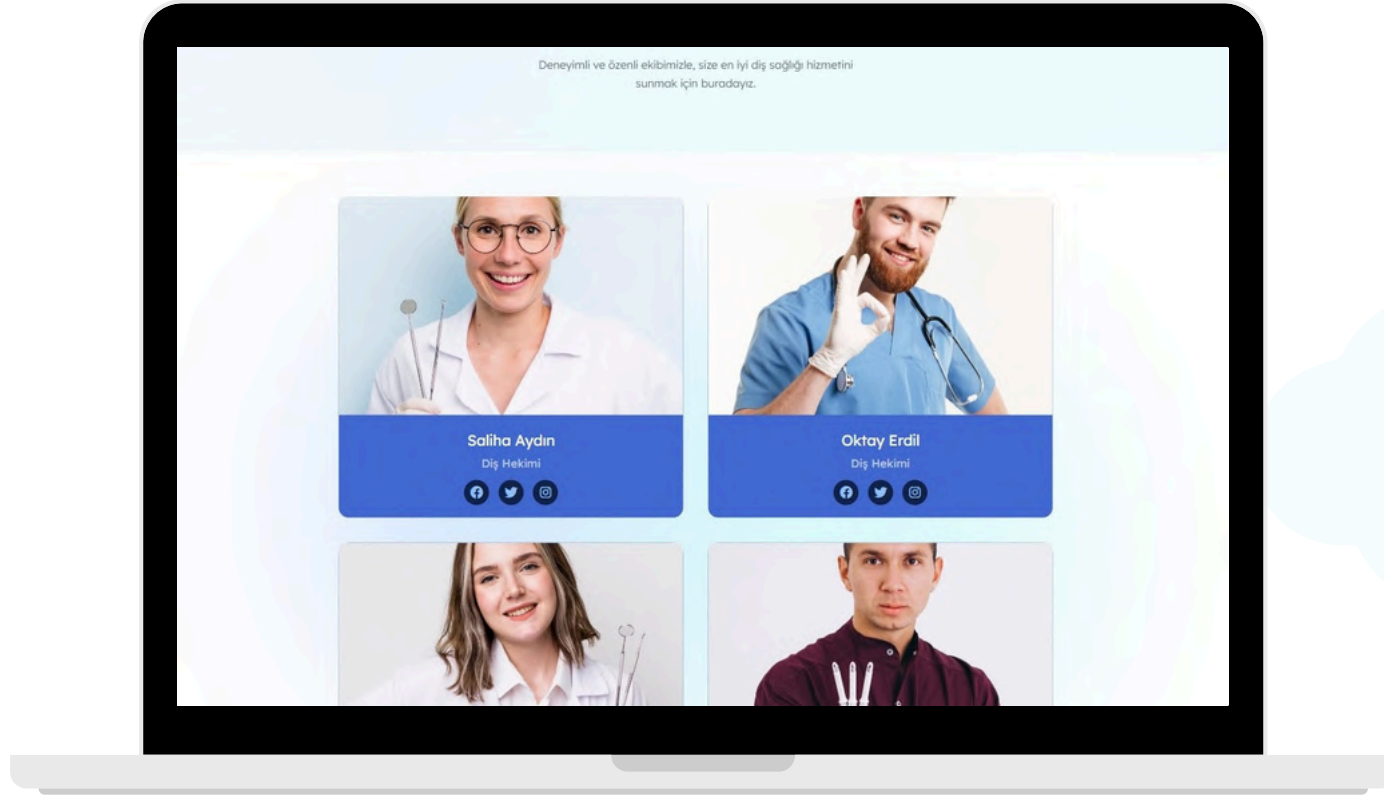 Deneyimli ve özenli ekibimizle, size en iyi diş sağlığı hizmetini
sunmak için buradayız.
Saliha Aydın
Diş Hekimi
Oktay Erdil
Diş Hekimi